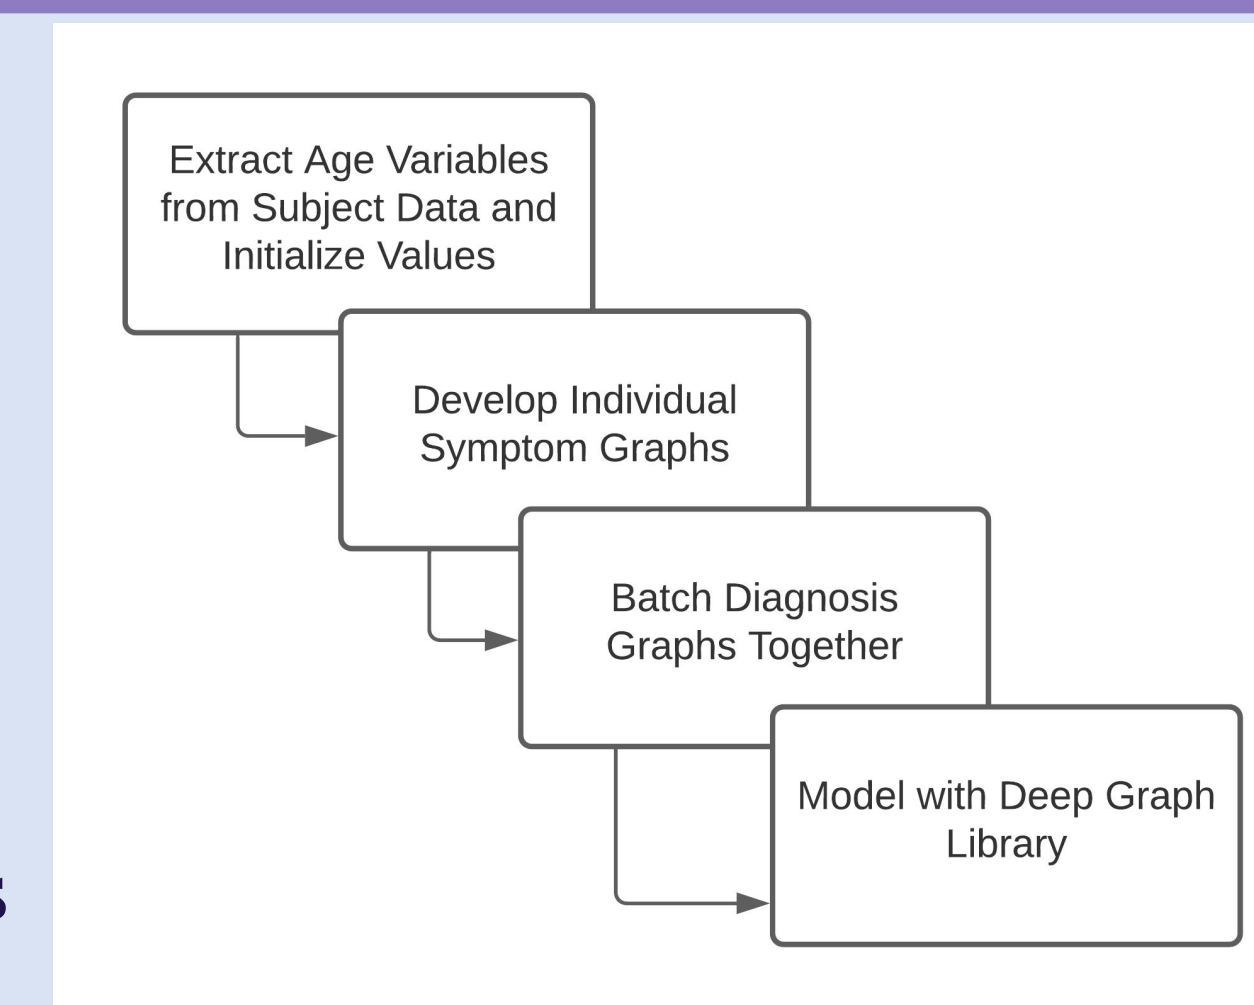 Extract Age Variables
from Subject Data and
Initialize Values
Develop Individual
Symptom Graphs
Batch Diagnosis
Graphs Together
Model with Deep Graph
Library